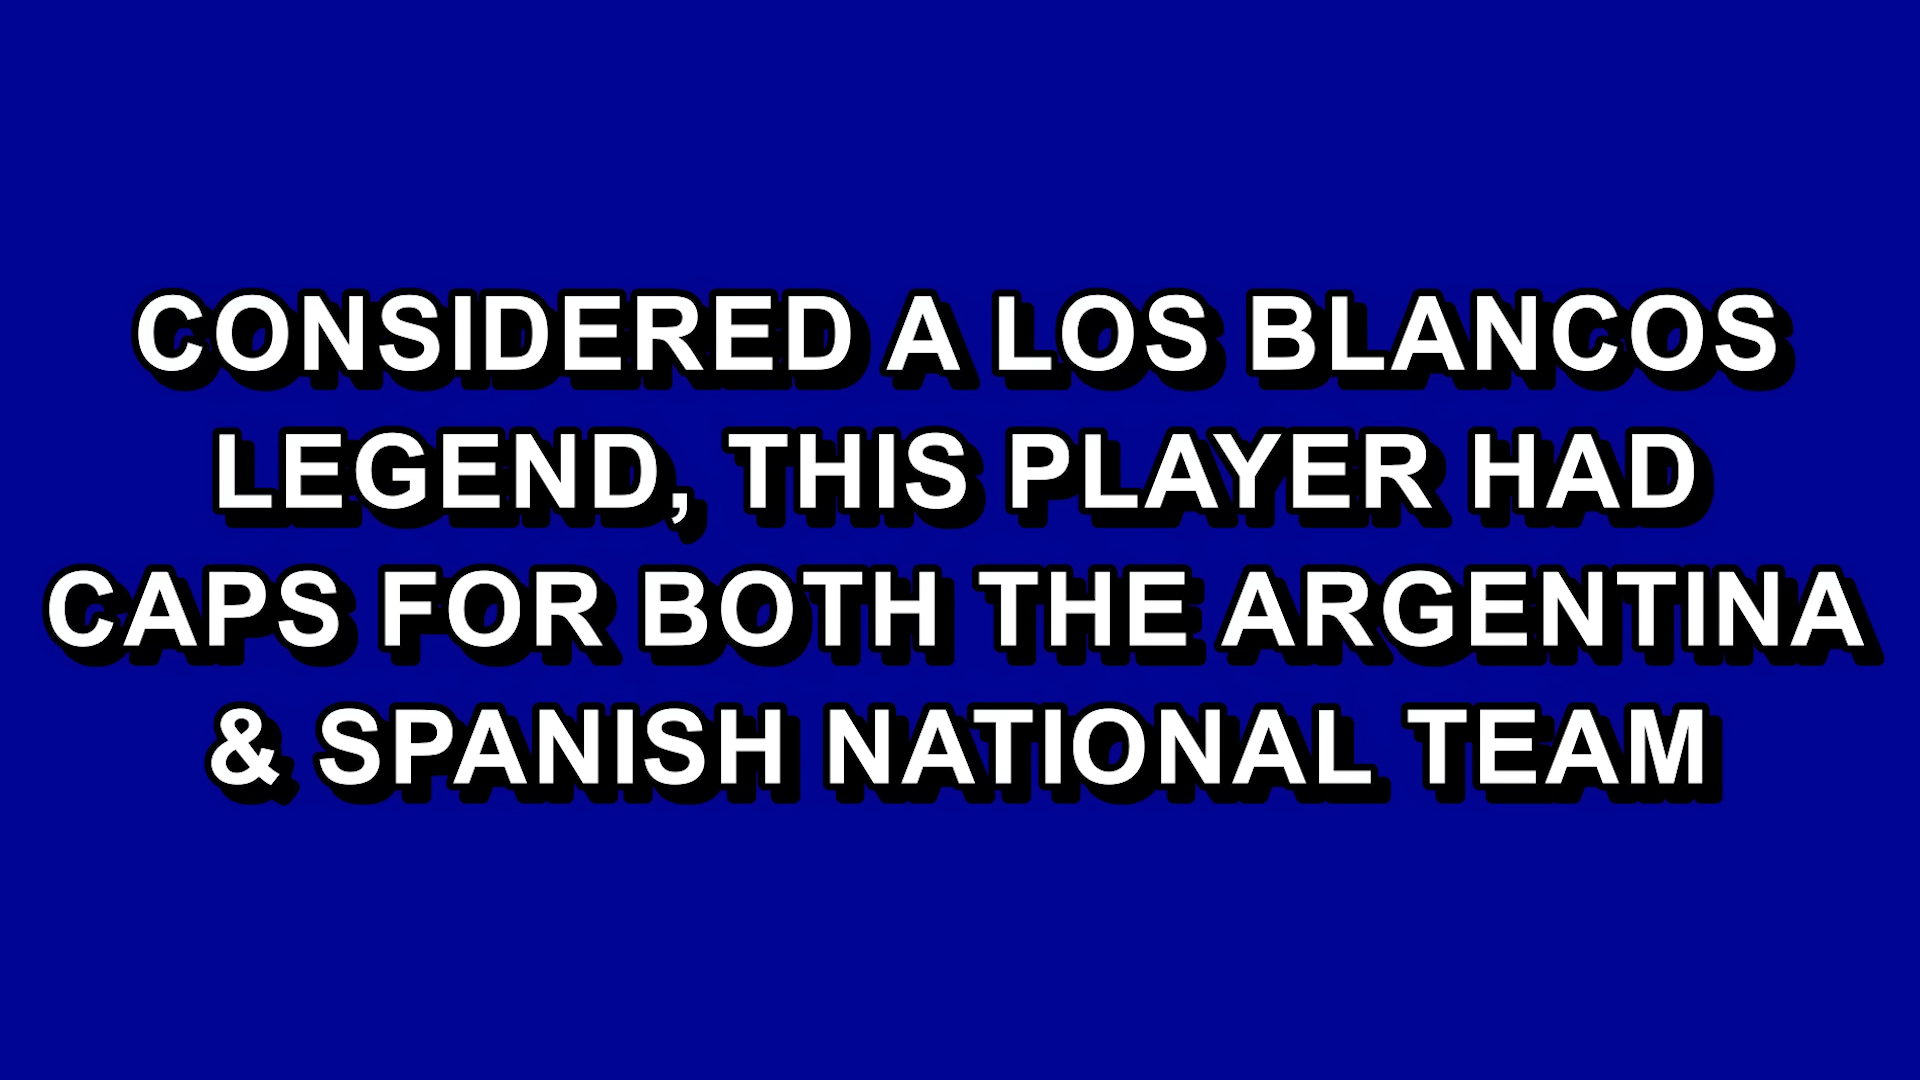 CONSIDERED A LOS BLANCOS
LEGEND, THIS PLAYER HAD
CAPS FOR BOTH THE ARGENTINA
& SPANISH NATIONAL TEAM